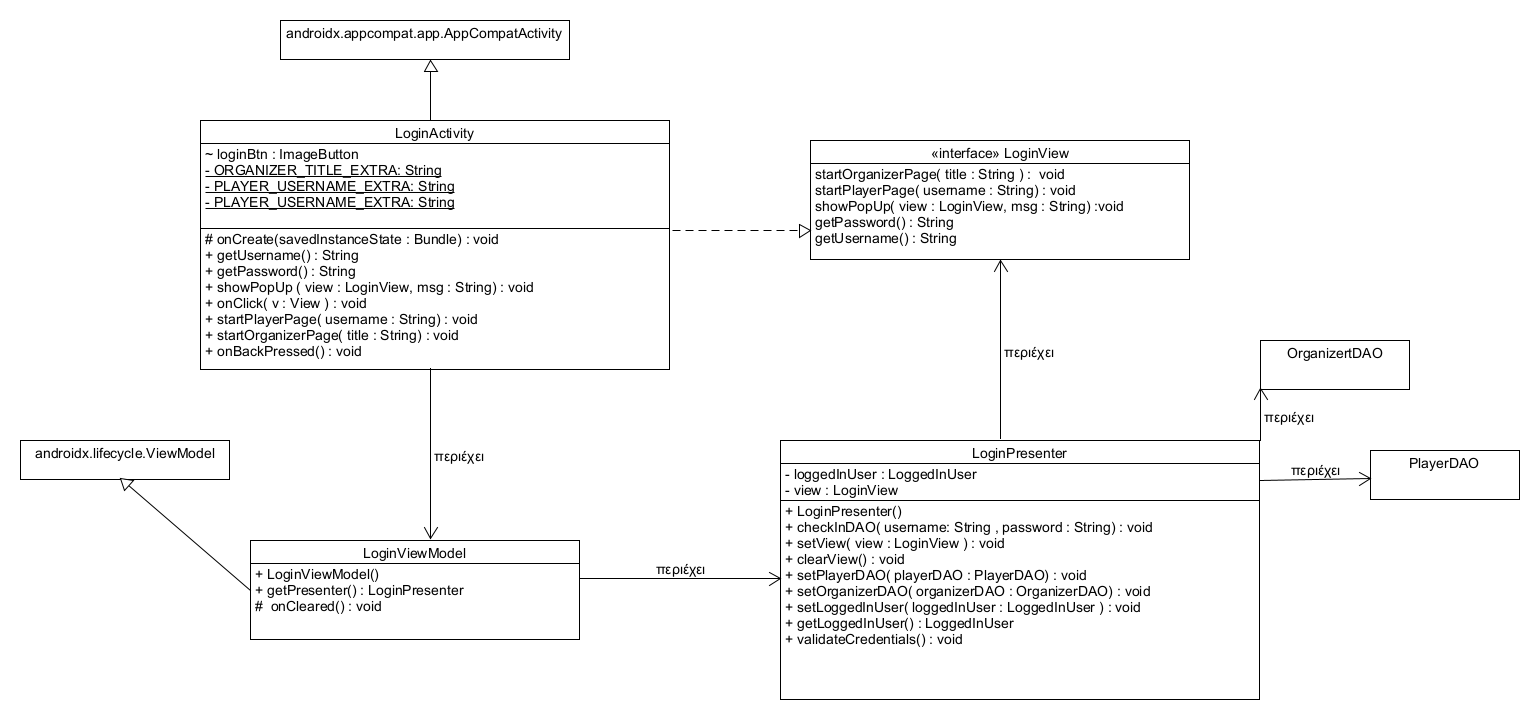 androidx.appcompat.app.AppCompatActivity
LoginActivity
~ loginBtn : ImageButton
- ORGANIZER_TITLE_EXTRA: String
- PLAYER_USERNAME_EXTRA: String
- PLAYER_USERNAME_EXTRA: String
# onCreate(savedInstanceState : Bundle) : void
+ getUsername() : String
+ getPassword() : String
+ showPopUp ( view : LoginView, msg : String) : void
+ onClick( v : View ) : void
+ startPlayerPage( username : String) : void
+ startOrganizerPage( title : String) : void
+ onBackPressed() : void
«interface» LoginView
startOrganizerPage( title : String ) :  void
startPlayerPage( username : String) : void
showPopUp( view : LoginView, msg : String) :void
getPassword() : String
getUsername() : String
περιέχει
OrganizertDAO
περιέχει
περιέχει
androidx.lifecycle.ViewModel
LoginViewModel
+ LoginViewModel()
+ getPresenter() : LoginPresenter
#  onCleared() : void
περιέχει
LoginPresenter
- loggedInUser : LoggedInUser
- view : LoginView
+ LoginPresenter()
+ checkInDAO( username: String , password : String) : void
+ setView( view : LoginView ) : void
+ clearView() : void
+ setPlayerDAO( playerDAO : PlayerDAO) : void
+ setOrganizerDAO( organizerDAO : OrganizerDAO) : void
+ setLoggedInUser( loggedInUser : LoggedInUser ) : void
+ getLoggedInUser() : LoggedInUser
+ validateCredentials() : void
περιέχει
PlayerDAO